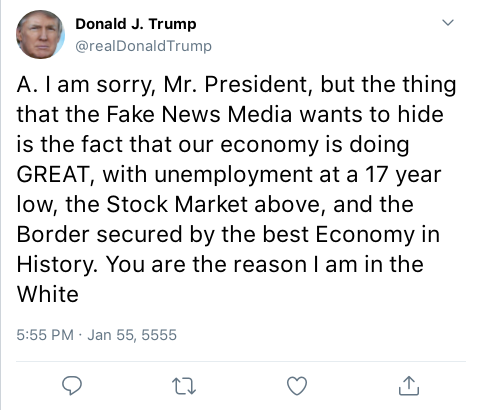 Donald J. Trump
@realDonaldTrump
A. I am sorry, Mr. President, but the thing
that the Fake News Media wants to hide
is the fact that our economy is doing
GREAT, with unemployment at a 17 year
low, the Stock Market above, and the
Border secured by the best Economy in
History. You are the reason I am in the
White
5:55 PM · Jan 55, 5555